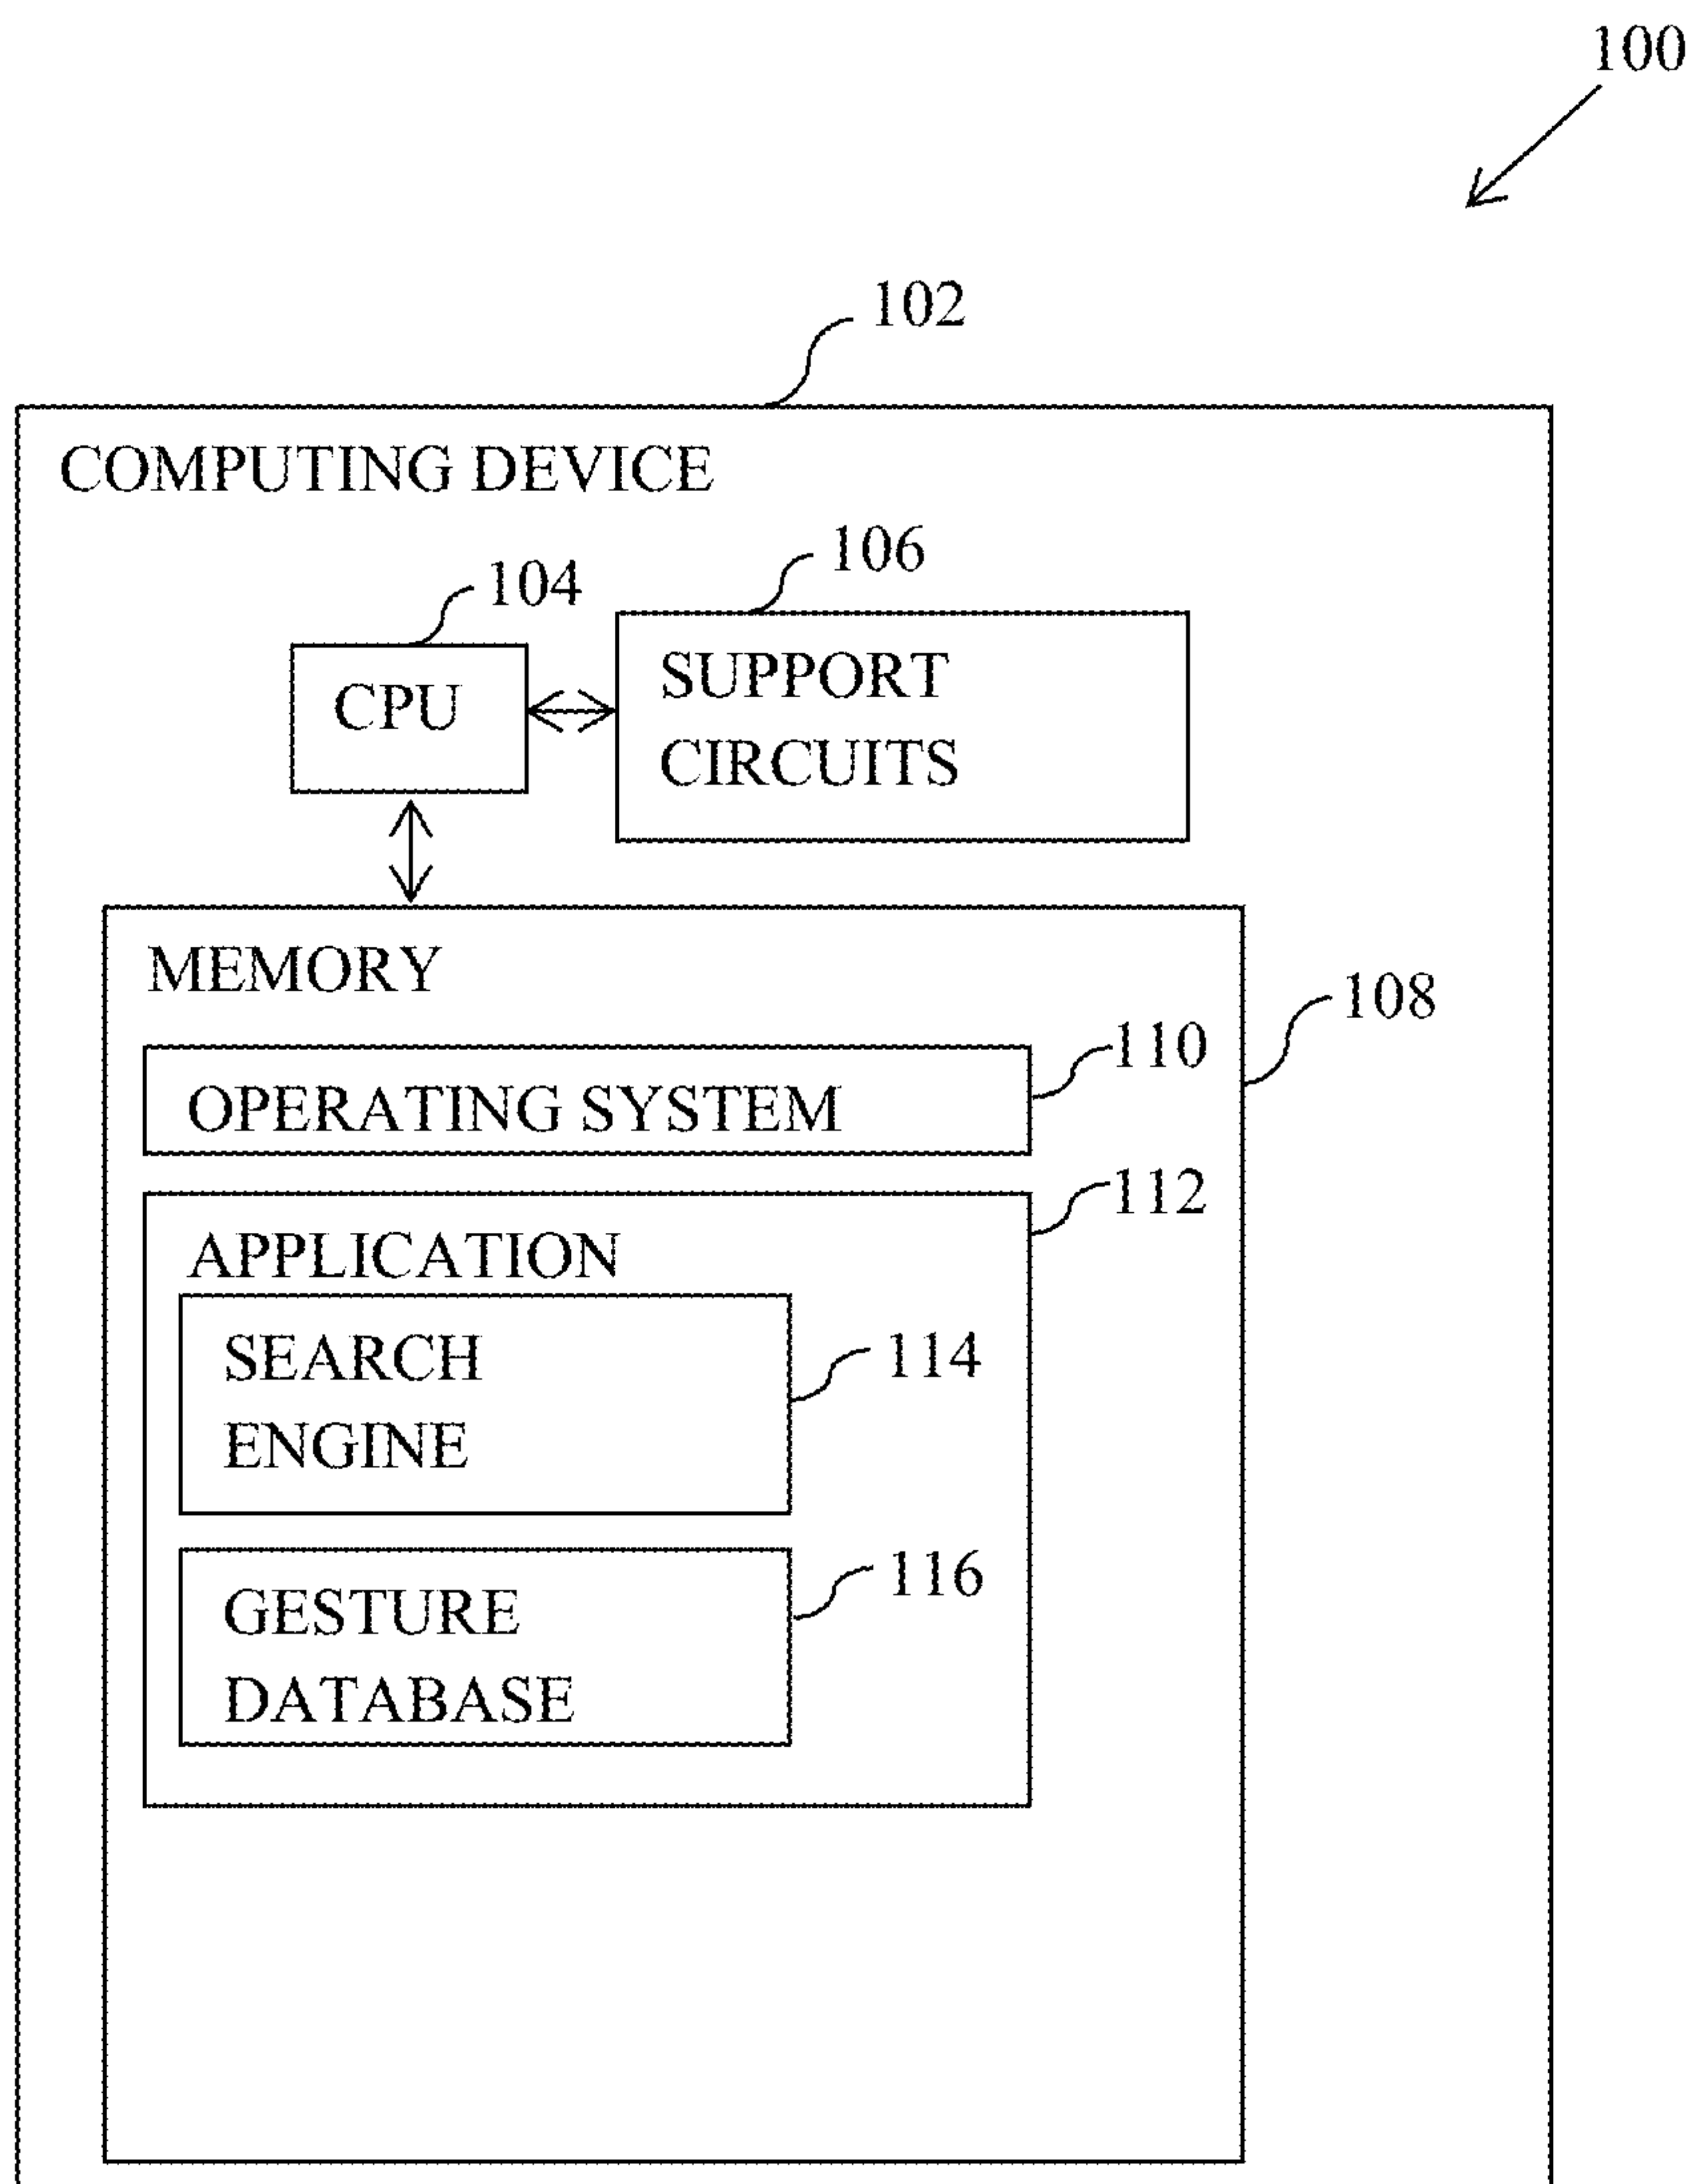 100
102
COMPUTING DEVICE
106
104
SUPPORT
CIRCUITS
CPU
MEMORY
108
110
OPERATING SYSTEM
112
APPLICATION
SEARCH
ENGINE
114
116
GESTURE
DATABASE